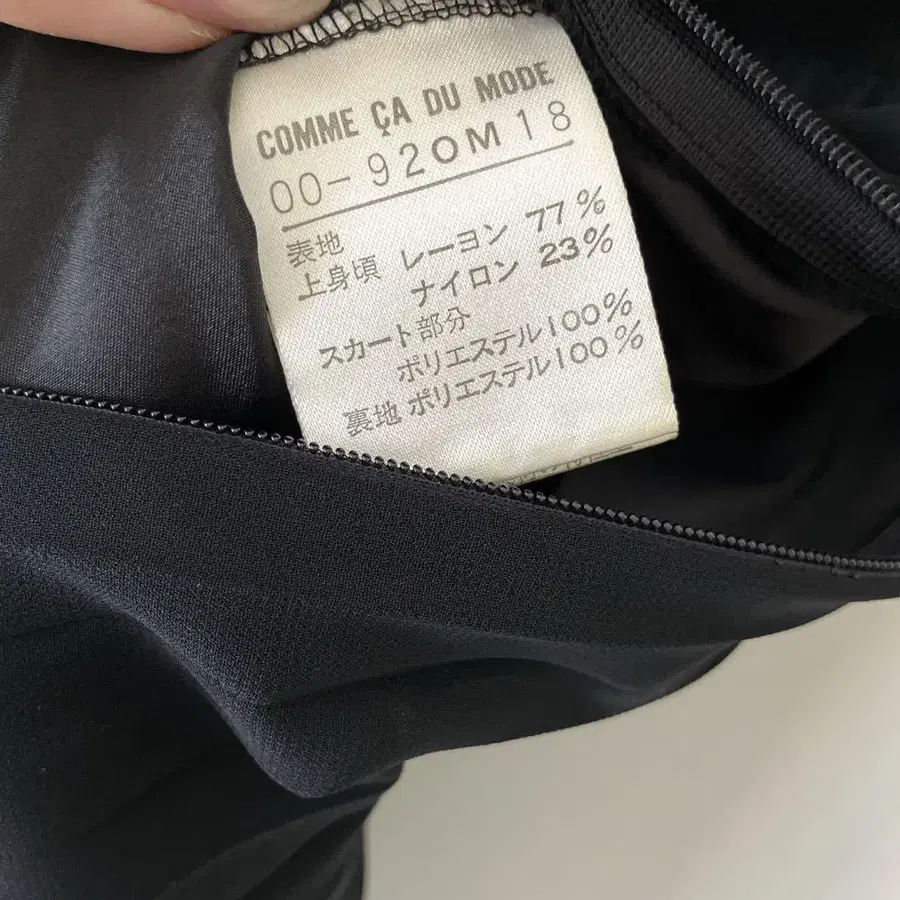 COMME ÇA DU MODE
00-920M18
表地
上身頃 レーヨン 77%
ナイロン 23%
スカート部分
ポリエステル100%
裏地 ポリエステル100%